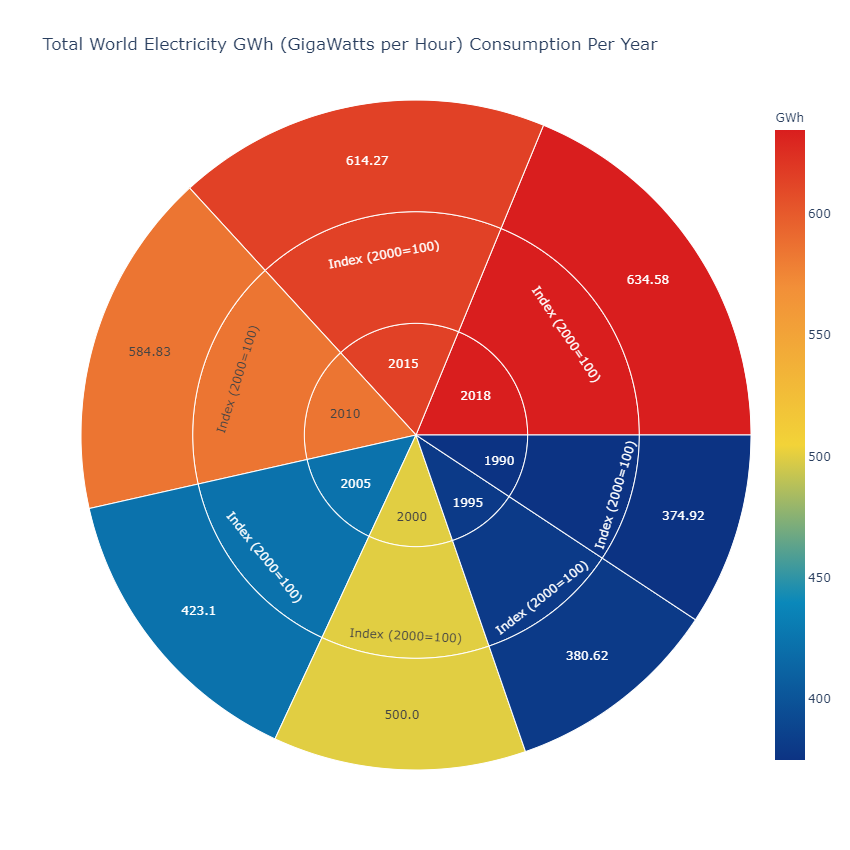 Total World Electricity GWh (GigaWatts per Hour) Consumption Per Year
GWh
600
550
500
450
400
634.58
Index (2000=100)
2018
614.27
Index (2000=100)
2015
584.83
Index (2000=100)
2010
423.1
Index (2000=100)
2005
500.0
Index (2000=100)
2000
380.62
Index (2000=100)
1995
374.92
Index (2000=100)
1990